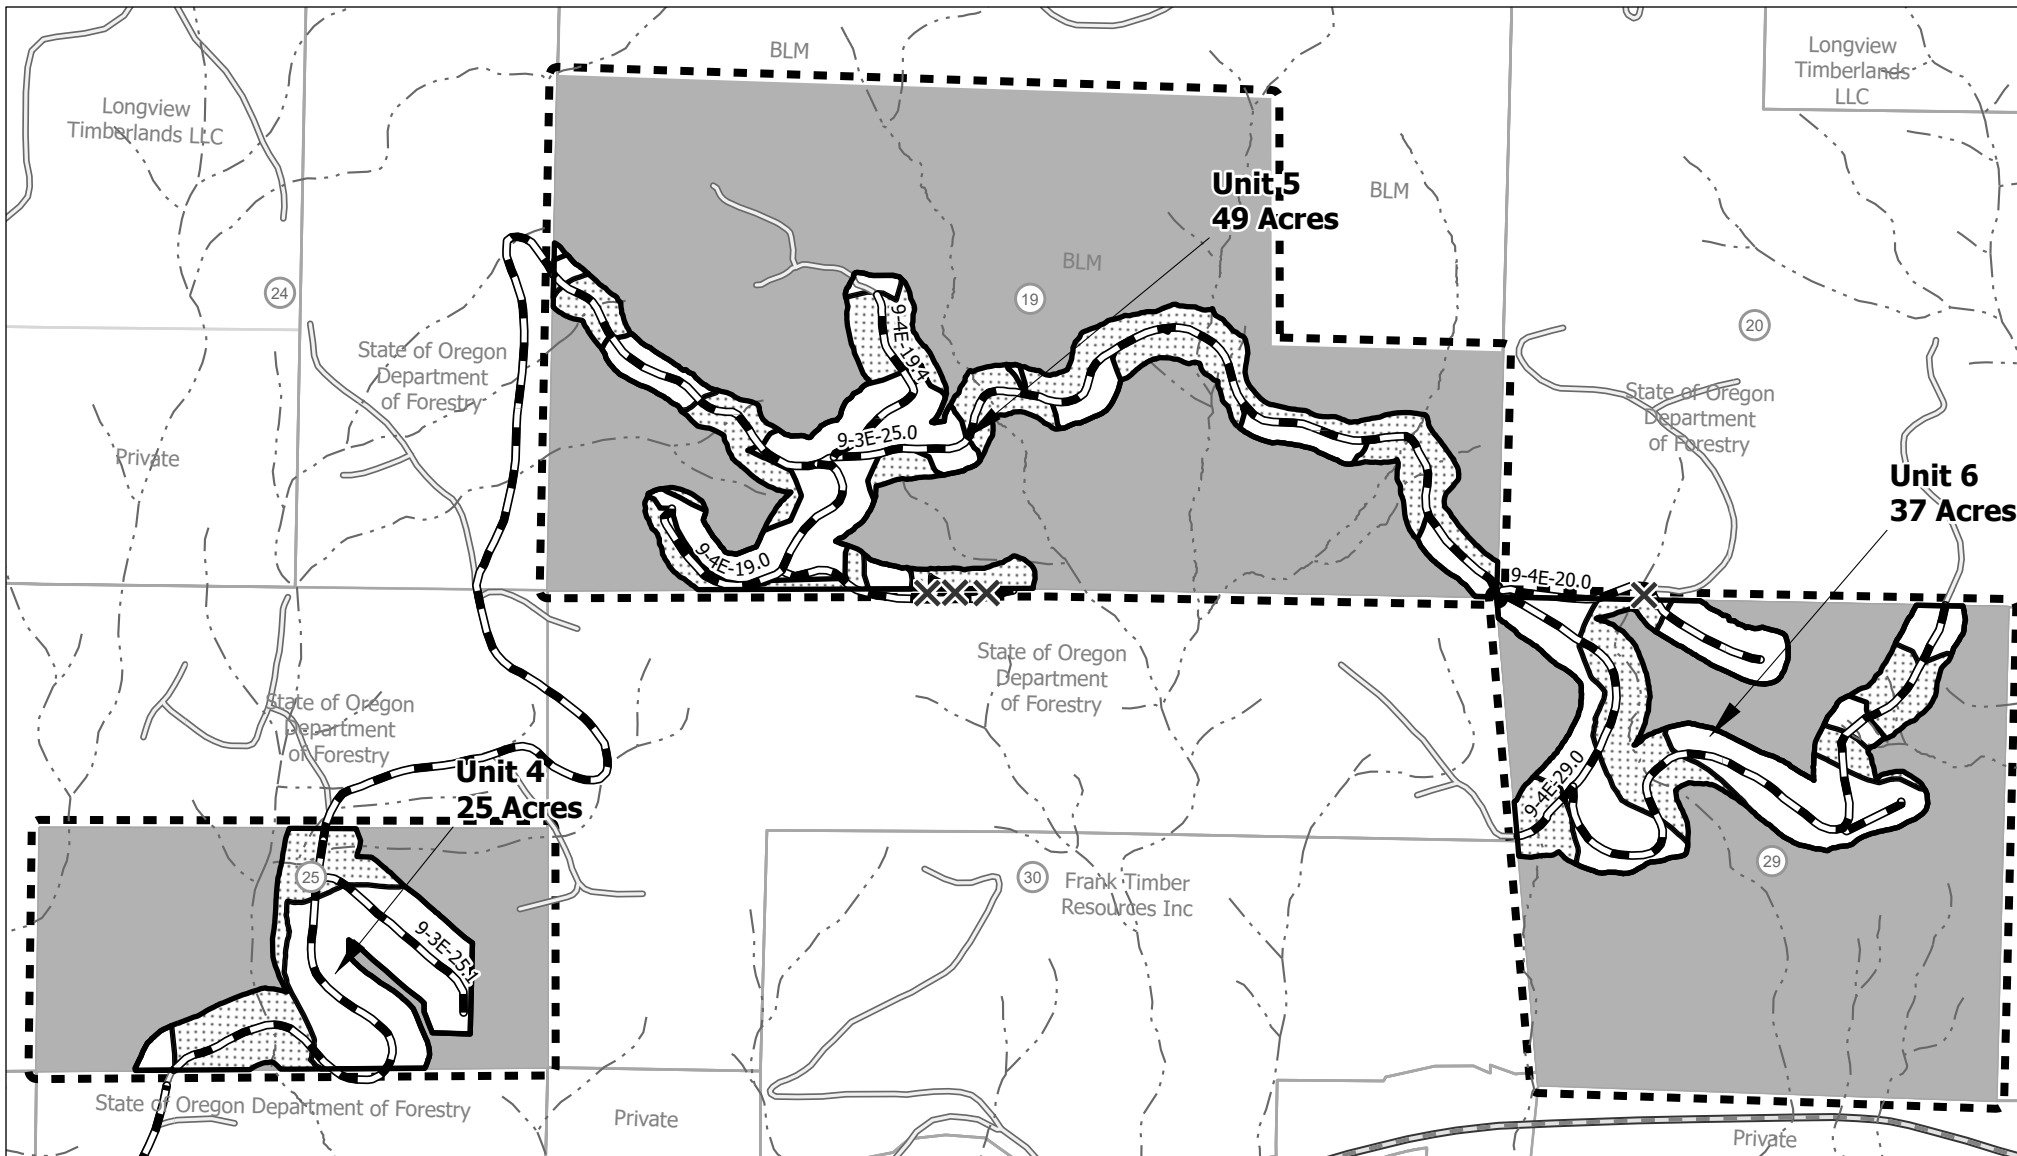 BLM
Longview
Timberlands
LLC
Longview
Timberlands LLC
Unit 5
49 Acres
BLM
BLM
24
19
20
9-4E-19.4
State of Oregon
Department
of Forestry
State of Oregon
Department
of Forestry
9-3E-25.0
Private
Unit 6
37 Acres
9-4E-19.0
9-4E-20.0
State of Oregon
Department
of Forestry
State of Oregon
Department
of Forestry
Unit 4
25 Acres
9-4E-29.0
25
30
Frank Timber
Resources Inc
29
9-3E-25.1
State of Oregon Department of Forestry
Private
Private